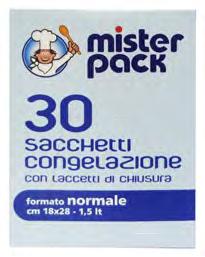 mister
pack
30
sacchetti
congelazione
con laccetti di chiusura
formato normale
cm 18x28 - 1,5 lt